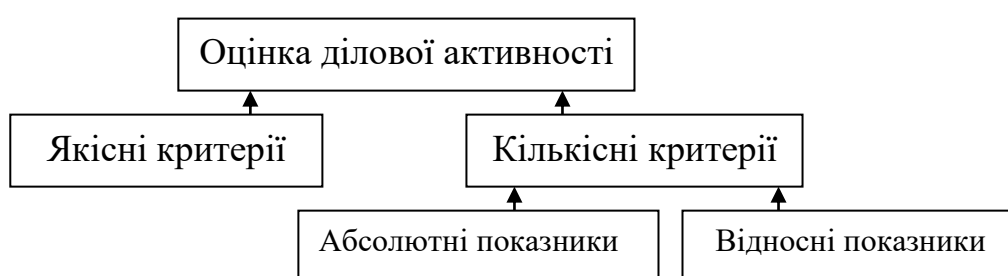 Оцінка ділової активності
Якісні критерії
Кількісні критерії
Абсолютні показники
Відносні показники